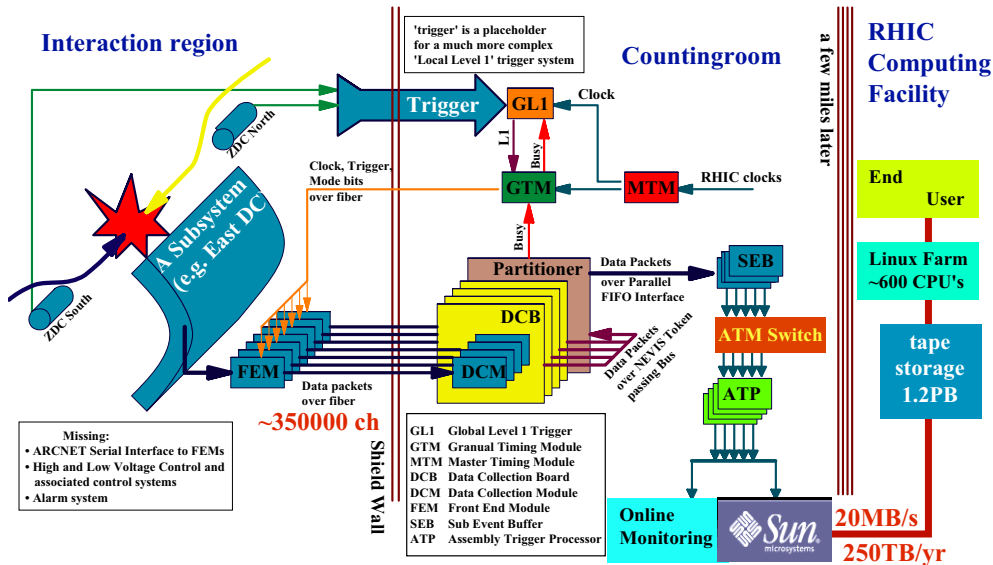 Interaction region
'trigger' is a placeholder
for a much more complex
'Local Level 1' trigger system
Countingroom
a few miles later
RHIC
Computing
Facility
ZDC North
Trigger
GL1
Clock
L1
Busy
Clock, Trigger,
Mode bits
over fiber
GTM
MTM
RHIC clocks
End
User
A Subsystem
(e.g. East DC)
ZDC South
Busy
Partitioner
Data Packets
over Parallel
FIFO Interface
SEB
Linux Farm
~600 CPU's
DCB
ATM Switch
Data Packets
over NEVIS Token
passing Bus
tape
storage
1.2PB
FEM
DCM
Data packets
over fiber
ATP
~350000 ch
Missing:
• ARCNET Serial Interface to FEMs
• High and Low Voltage Control and
associated control systems
• Alarm system
Shield Wall
GL1 Global Level 1 Trigger
GTM Granual Timing Module
MTM Master Timing Module
DCB Data Collection Board
DCM Data Collection Module
FEM Front End Module
SEB Sub Event Buffer
ATP Assembly Trigger Processor
Online
Monitoring
Sun
microsystems
20MB/s
250TB/yr